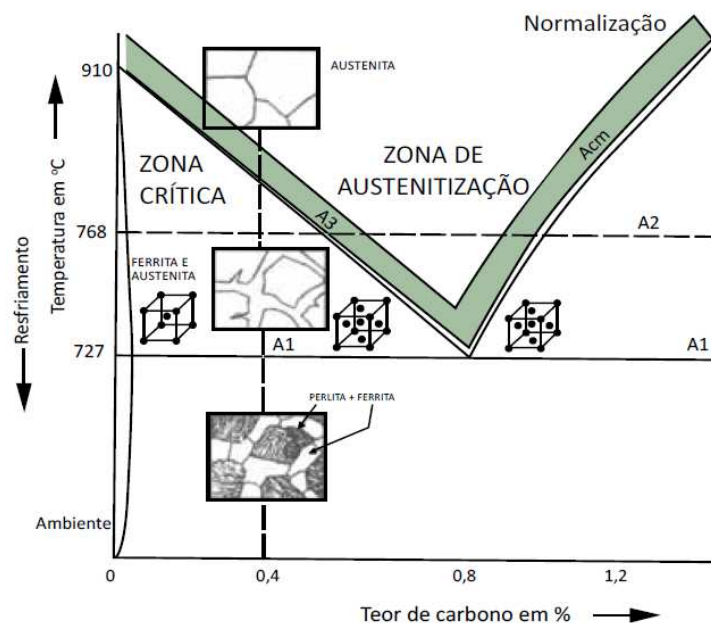 Normalização
AUSTENITA
910
ZONA
CRÍTICA
ZONA DE
AUSTENITIZAÇÃO
Acm
A3
768
A2
FERRITA E
AUSTENITA
A1
A1
727
PERLITA + FERRITA
Temperatura em ºC
Resfriamento
Ambiente
0
0,4
0,8
1,2
Teor de carbono em %